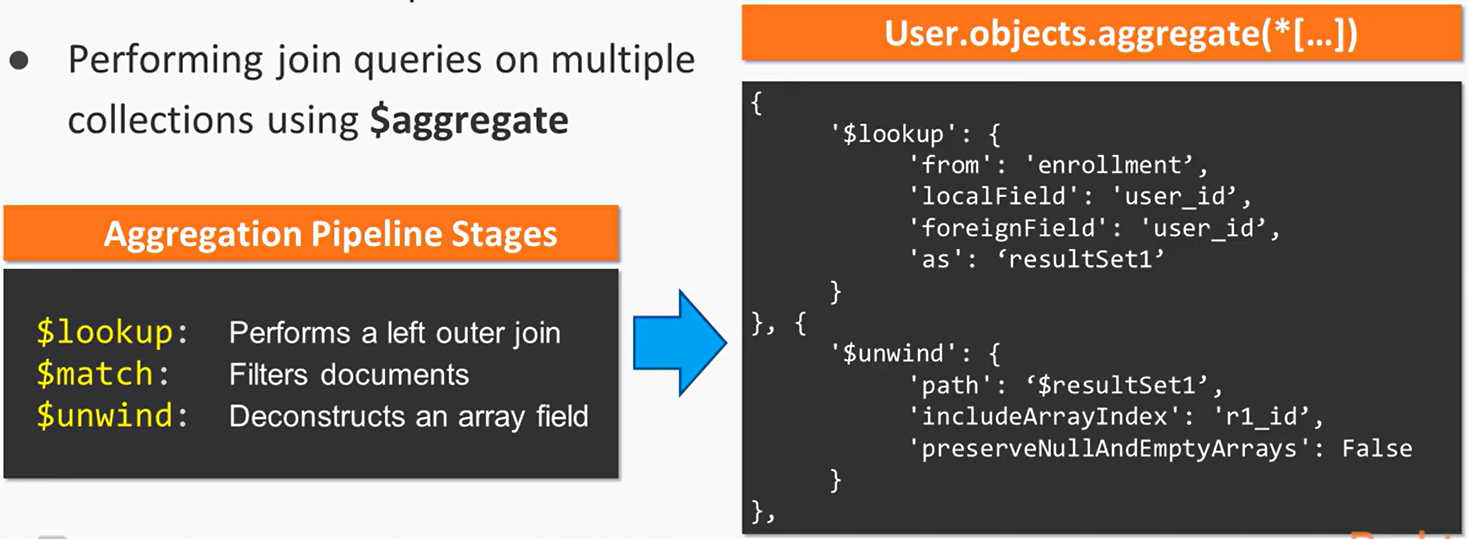 ● Performing join queries on multiple
collections using $aggregate
Aggregation Pipeline Stages
$lookup: Performs a left outer join
$match: Filters documents
$unwind: Deconstructs an array field
User.objects.aggregate(*[…])
{
'$lookup': {
'from': 'enrollment’,
'localField': 'user_id’,
'foreignField': 'user_id’,
'as': ‘resultSet1’
}
}, {
'$unwind': {
'path': ‘$resultSet1’,
'includeArrayIndex': 'r1_id’,
'preserveNullAndEmptyArrays': False
}
},